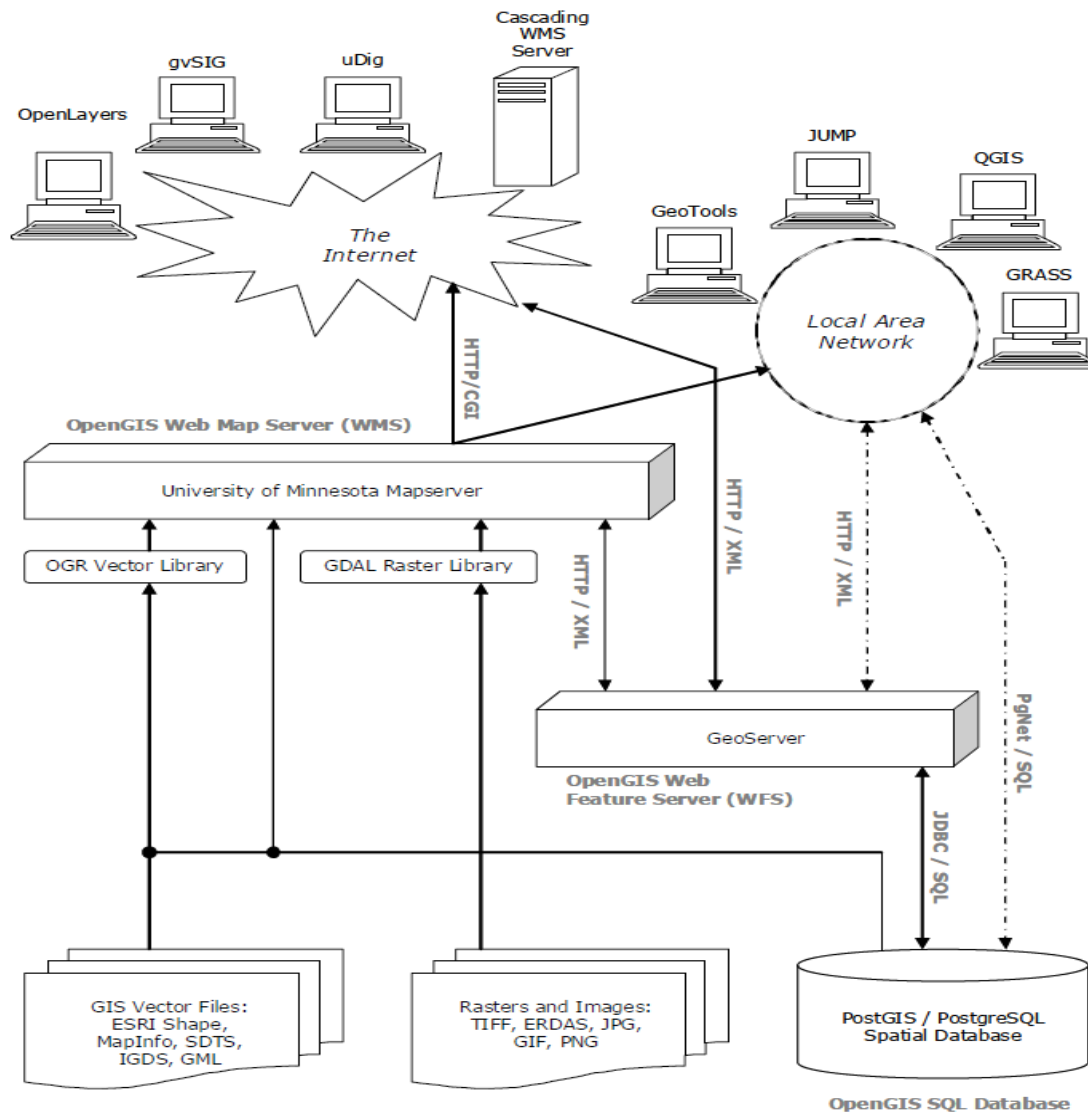 Cascading
WMS
Server
gvSIG
uDig
OpenLayers
JUMP
QGIS
GeoTools
GRASS
The
Internet
Local Area
Network
HTTP/CGI
OpenGIS Web Map Server (WMS)
University of Minnesota Mapserver
HTTP / XML
HTTP / XML
HTTP / XML
OGR Vector Library
GDAL Raster Library
PgNet / SQL
GeoServer
OpenGIS Web
Feature Server (WFS)
JDBC / SQL
GIS Vector Files:
ESRI Shape,
MapInfo, SDTS,
IGDS, GML
Rasters and Images:
TIFF, ERDAS, JPG,
GIF, PNG
PostGIS / PostgreSQL
Spatial Database
OpenGIS SQL Database